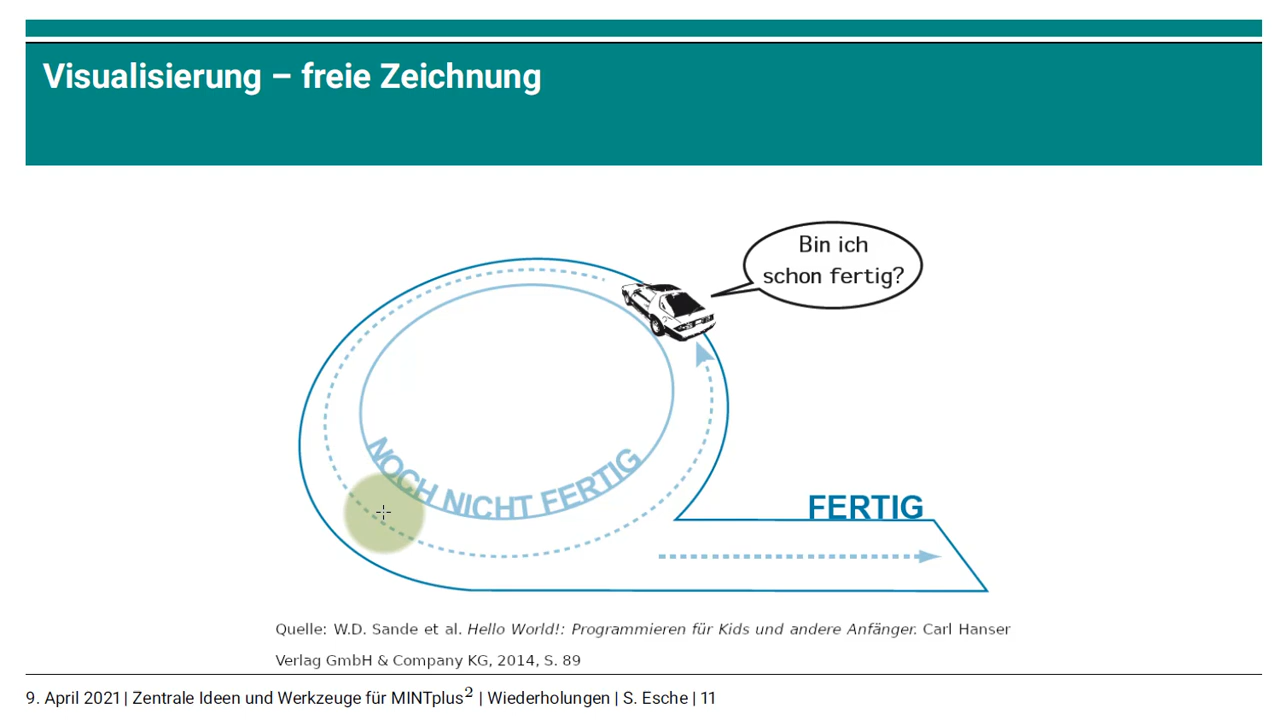 Visualisierung – freie Zeichnung
Bin ich
schon fertig?
NOCH NICHT FERTIG
FERTIG
Quelle: W.D. Sande et al. Hello World!: Programmieren für Kids und andere Anfänger. Carl Hanser
Verlag GmbH & Company KG, 2014, S. 89
9. April 2021 | Zentrale Ideen und Werkzeuge für MINTplus² | Wiederholungen | S. Esche | 11